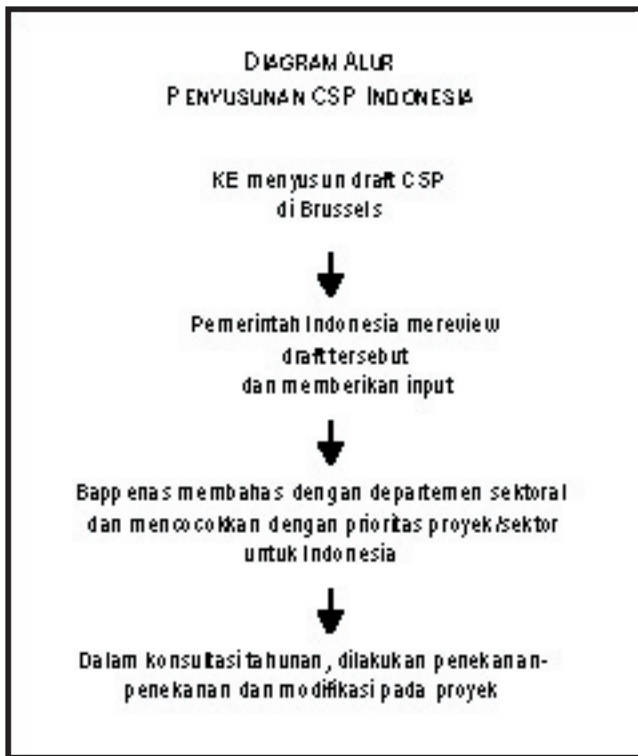 DIAGRAM ALUR
PENYUSUNAN CSP INDONESIA
KE menyusun draft CSP
di Brussels
Pemerintah Indonesia mereview
draft tersebut
dan memberikan input
Bappenas membahas dengan departemen sektoral
dan mencocokkan dengan prioritas proyek/sektor
untuk Indonesia
Dalam konsultasi tahunan, dilakukan penekanan-
penekanan dan modifikasi pada proyek